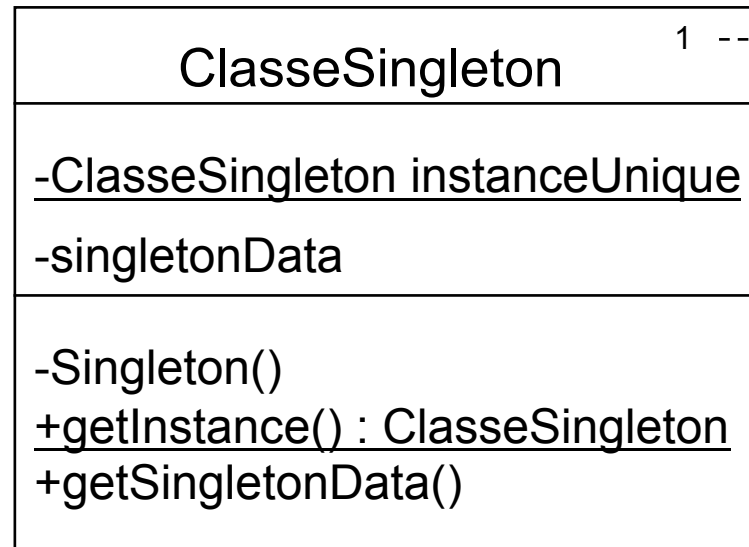 1 --
ClasseSingleton
-ClasseSingleton instanceUnique
-singletonData
-Singleton()
+getInstance() : ClasseSingleton
+getSingletonData()